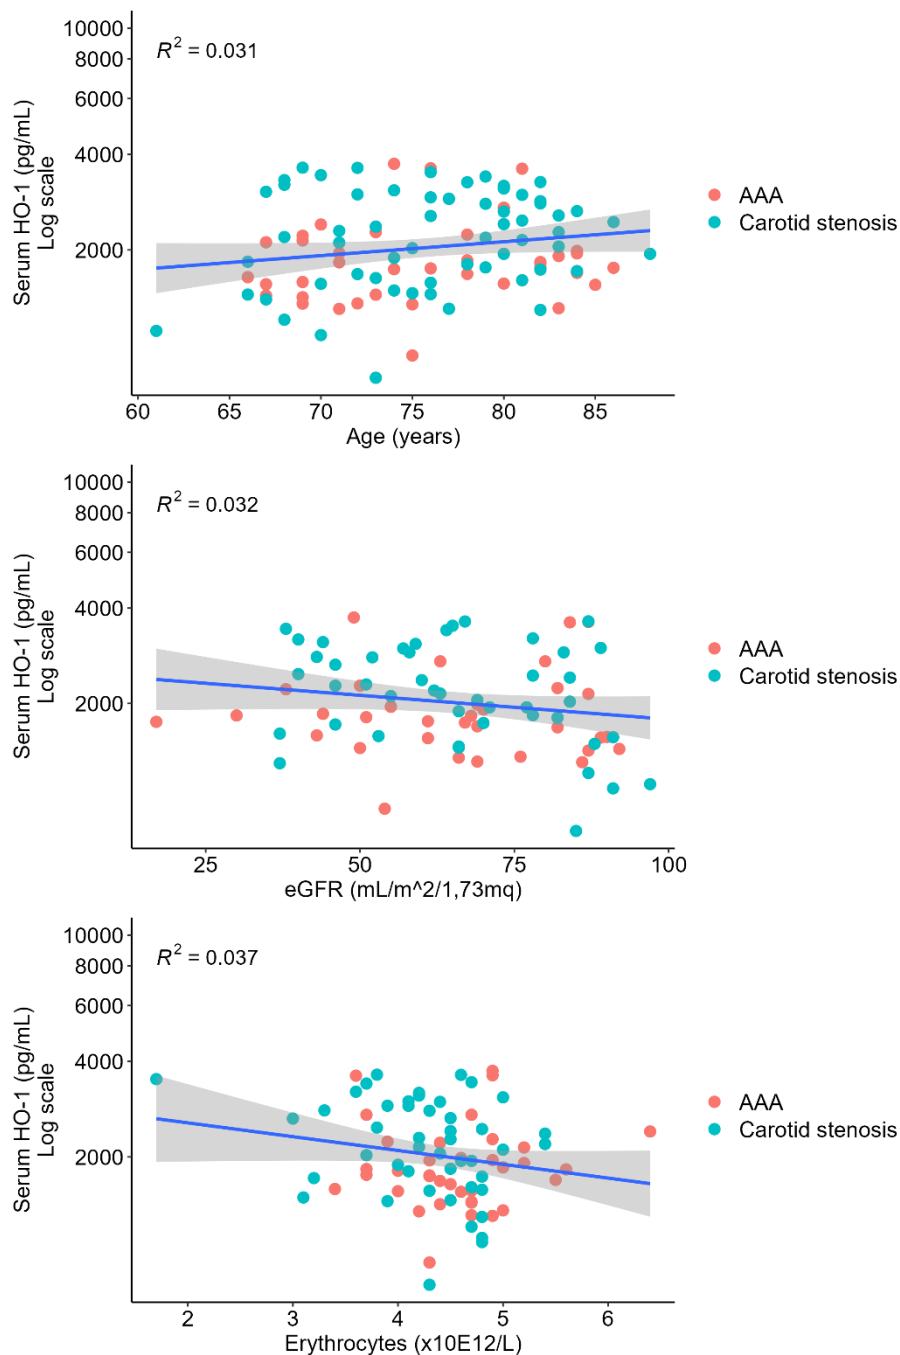 10000
8000
6000
4000
2000
Serum HO-1 (pg/mL)
Log scale
R² = 0.031
60 65 70 75 80 85
Age (years)
AAA
Carotid stenosis
10000
8000
6000
4000
2000
Serum HO-1 (pg/mL)
Log scale
R² = 0.032
25 50 75 100
eGFR (mL/m^2/1,73mq)
AAA
Carotid stenosis
10000
8000
6000
4000
2000
Serum HO-1 (pg/mL)
Log scale
R² = 0.037
2 3 4 5 6
Erythrocytes (x10E12/L)
AAA
Carotid stenosis